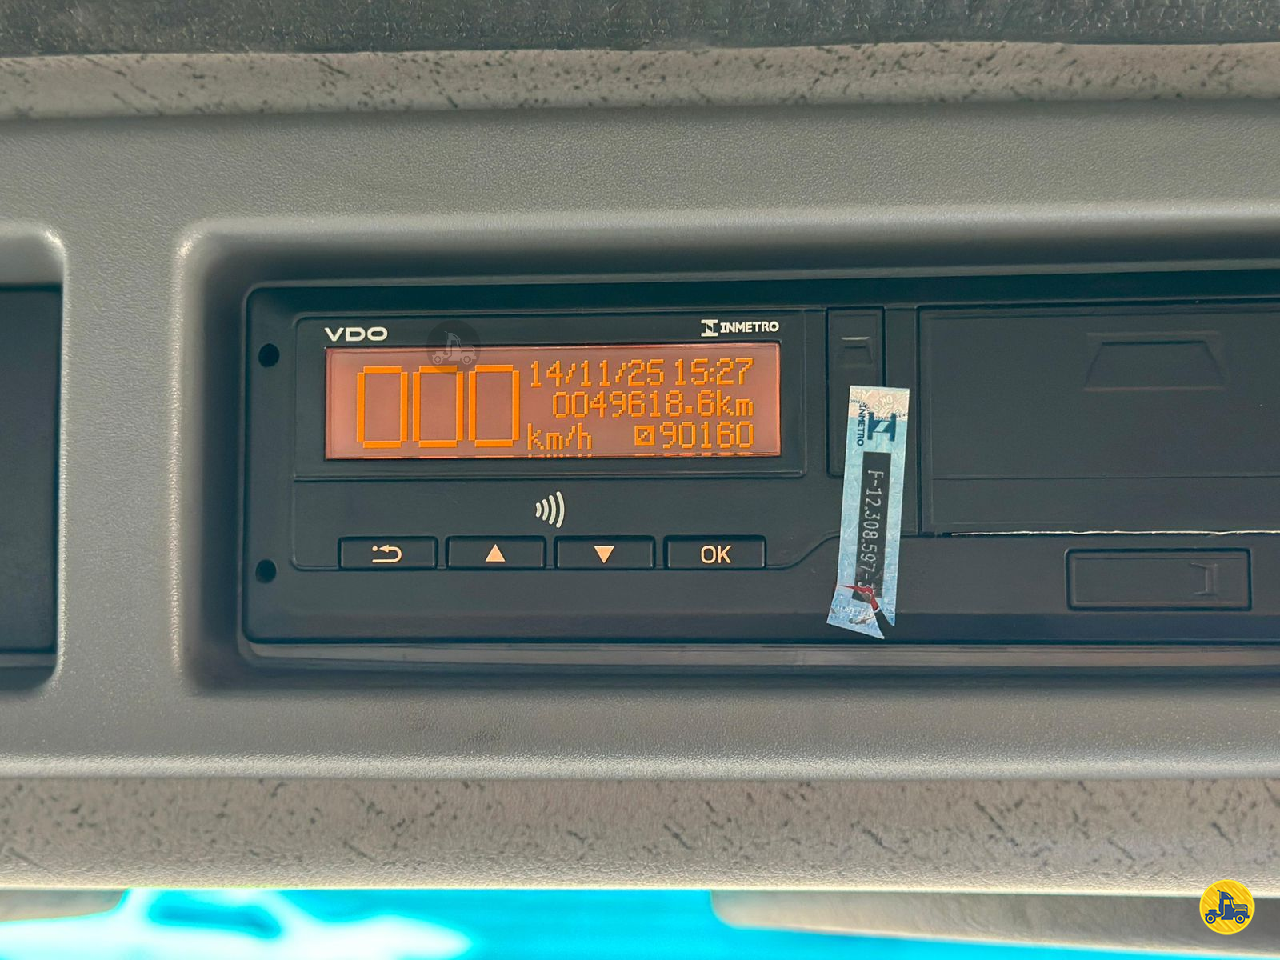 VDO
INMETRO
000
14/11/25 15:27
0049618.6km
km/h
90160
OK
INMETRO
F-12.308.597-